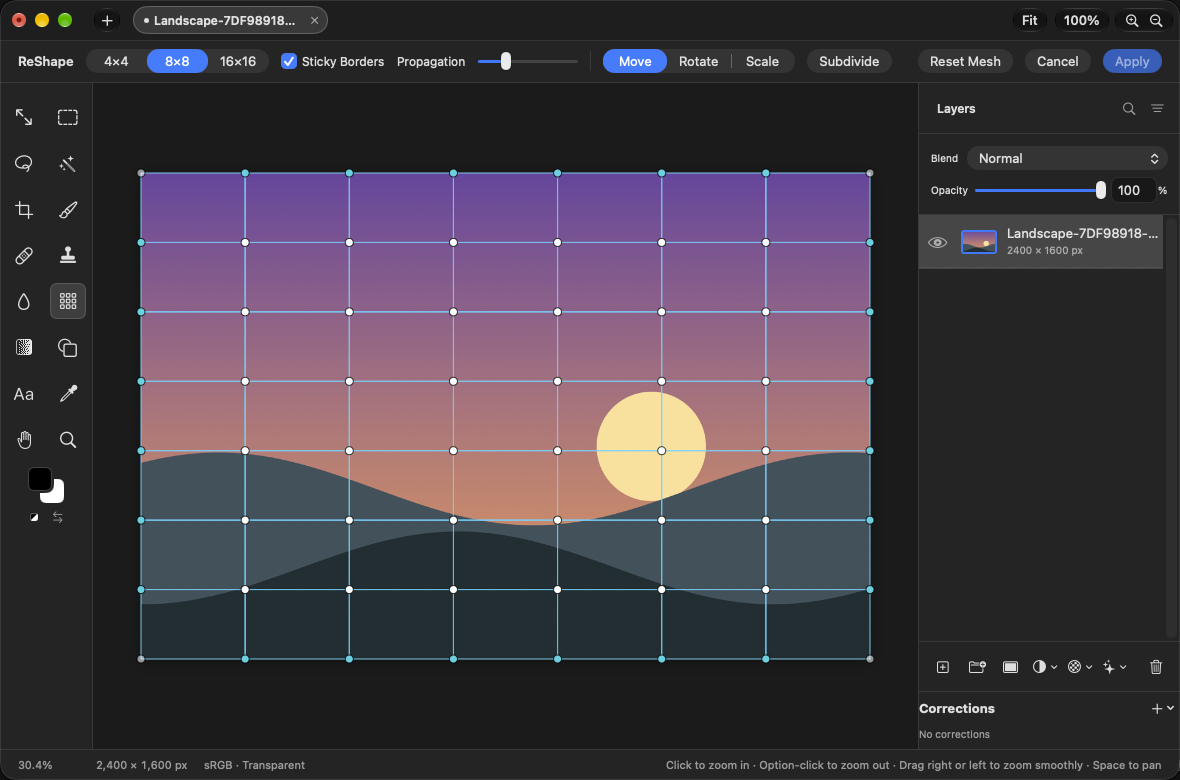 Landscape-7DF98918...
Fit
100%
ReShape
4×4
8×8
16×16
Sticky Borders
Propagation
Move
Rotate
Scale
Subdivide
Reset Mesh
Cancel
Apply
Layers
Blend
Normal
Opacity
100
%
Landscape-7DF98918-...
2400 × 1600 px
Aa
Corrections
No corrections
30.4%
2,400 × 1,600 px
sRGB · Transparent
Click to zoom in · Option-click to zoom out · Drag right or left to zoom smoothly · Space to pan